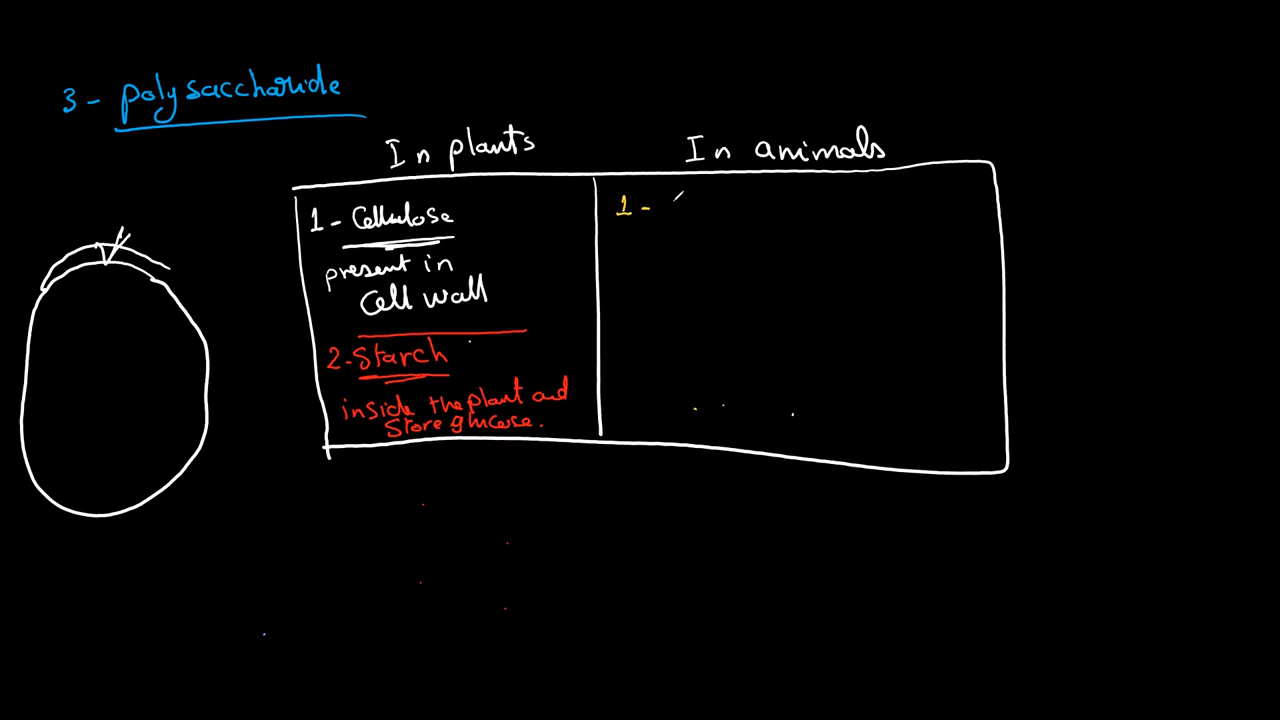 3- polysaccharide
In plants
In animals
1- Cellulose
present in
Cell wall
2. Starch
inside the plant and
Store glucose.
1-